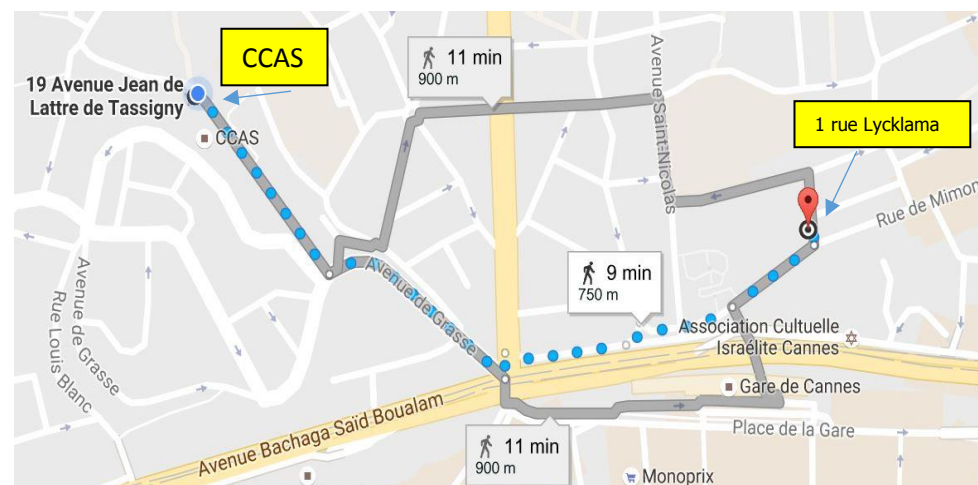 CCAS
19 Avenue Jean de
Lattre de Tassigny
CCAS
11 min
900 m
Avenue Saint-Nicolas
1 rue Lycklama
Rue de Mimon
9 min
750 m
Avenue de Grasse
Avenue de Grasse
Rue Louis Blanc
Association Cultuelle
Israélite Cannes
Gare de Cannes
Place de la Gare
Avenue Bachaga Saïd Boualam
11 min
900 m
Monoprix